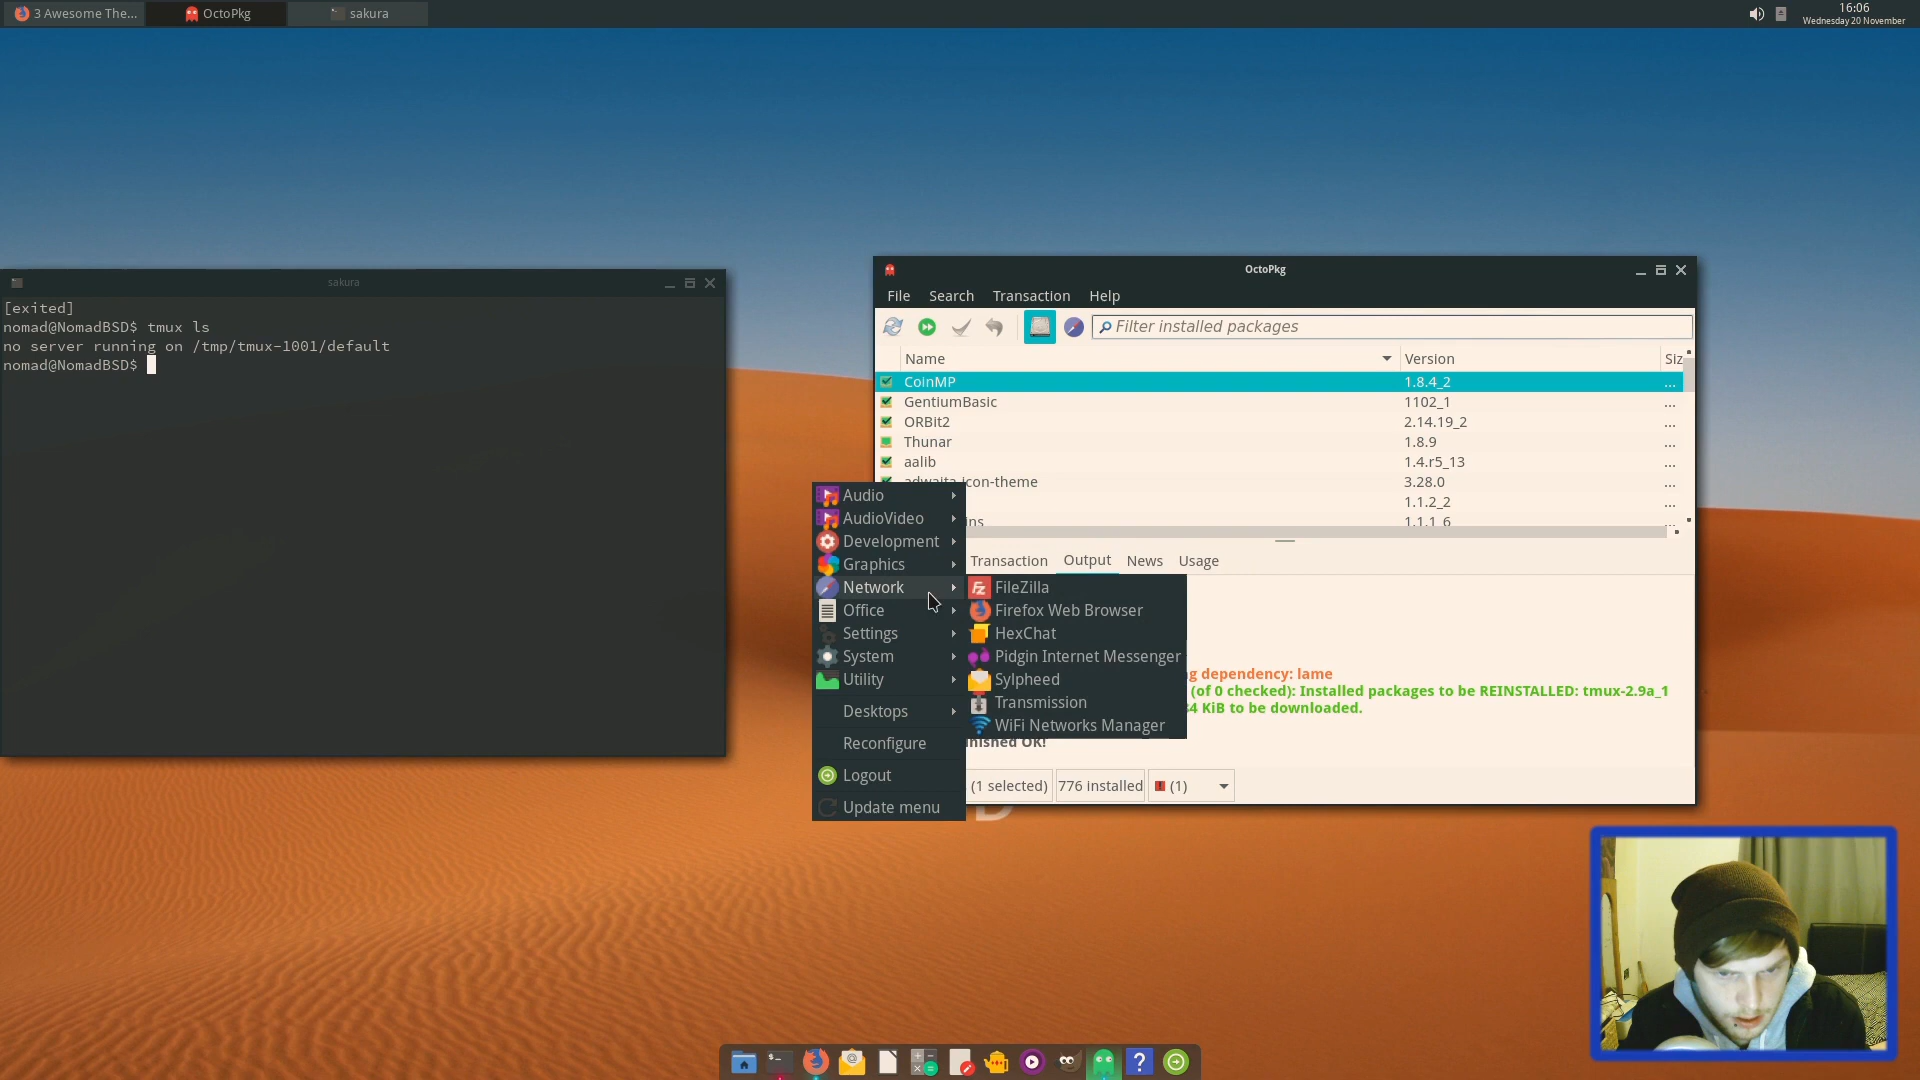 3 Awesome The...
OctoPkg
sakura
16:06
Wednesday 20 November
sakura
[exited]
nomad@NomadBSD$ tmux ls
no server running on /tmp/tmux-1001/default
nomad@NomadBSD$
OctoPkg
File Search Transaction Help
Filter installed packages
Name Version Siz
CoinMP 1.8.4_2 ...
GentiumBasic 1102_1 ...
ORBit2 2.14.19_2 ...
Thunar 1.8.9 ...
aalib 1.4.r5_13 ...
adwaita-icon-theme 3.28.0 ...
1.1.2_2 ...
ins 1.1.1_6 ...
Transaction Output News Usage
g dependency: lame
(of 0 checked): Installed packages to be REINSTALLED: tmux-2.9a_1
4 KiB to be downloaded.
nished OK!
(1 selected) 776 installed (1)
Audio
AudioVideo
Development
Graphics
Network
Office
Settings
System
Utility
Desktops
Reconfigure
Logout
Update menu
FileZilla
Firefox Web Browser
HexChat
Pidgin Internet Messenger
Sylpheed
Transmission
WiFi Networks Manager